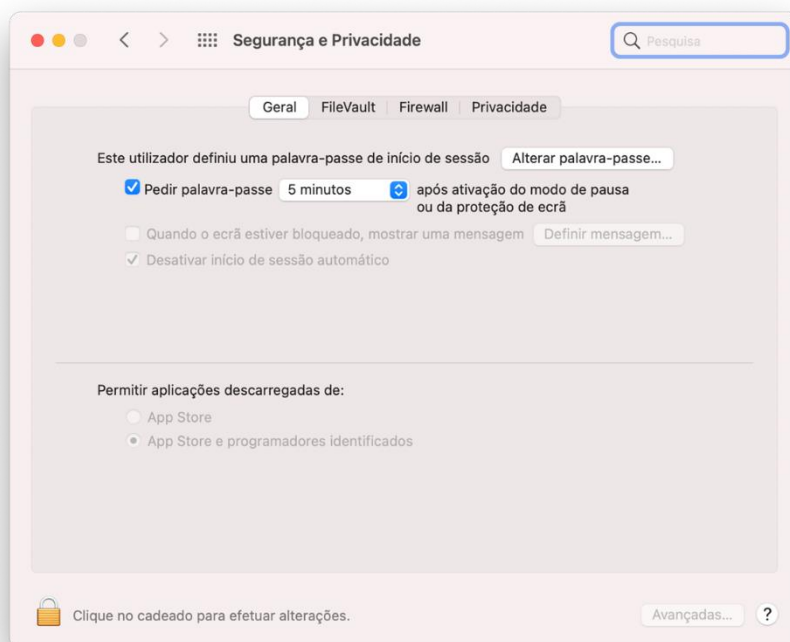 Segurança e Privacidade
Pesquisa
Geral
FileVault
Firewall
Privacidade
Este utilizador definiu uma palavra-passe de início de sessão
Alterar palavra-passe...
Pedir palavra-passe
5 minutos
após ativação do modo de pausa
ou da proteção de ecrã
Quando o ecrã estiver bloqueado, mostrar uma mensagem
Definir mensagem...
Desativar início de sessão automático
Permitir aplicações descarregadas de:
App Store
App Store e programadores identificados
Clique no cadeado para efetuar alterações.
Avançadas...
?